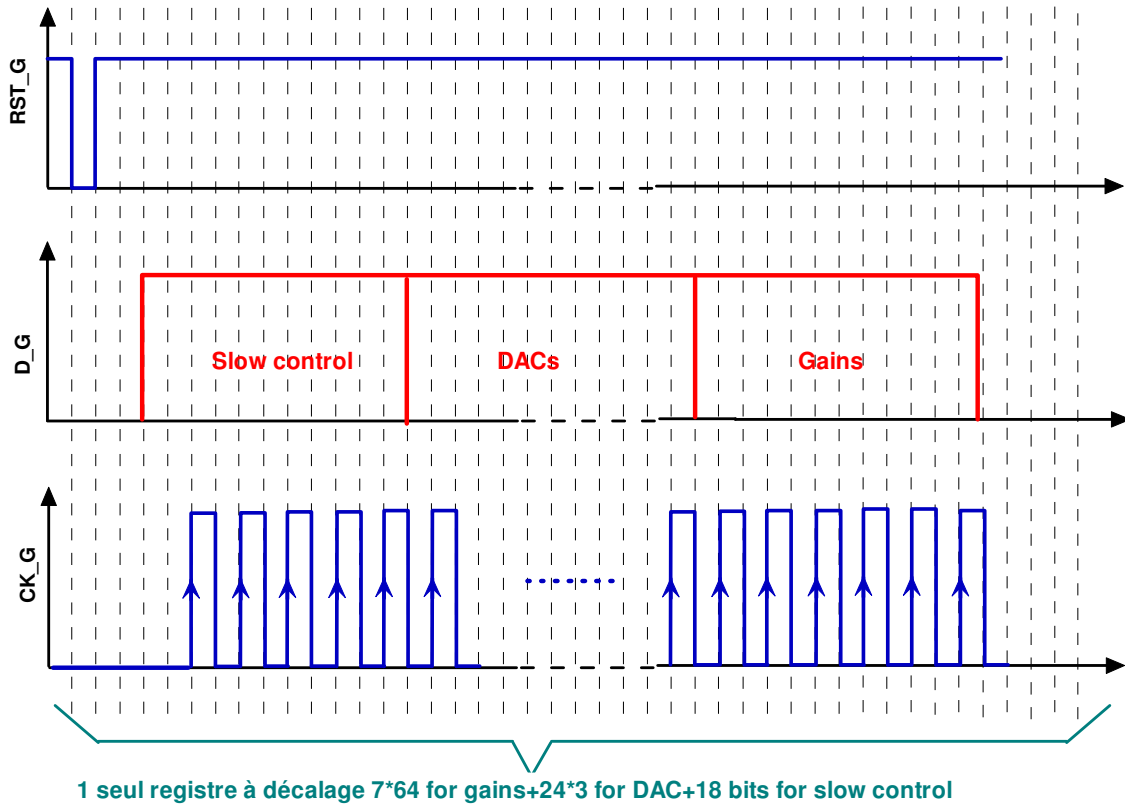 RST_G
D_G
Slow control
DACs
Gains
CK_G
1 seul registre à décalage 7*64 for gains+24*3 for DAC+18 bits for slow control